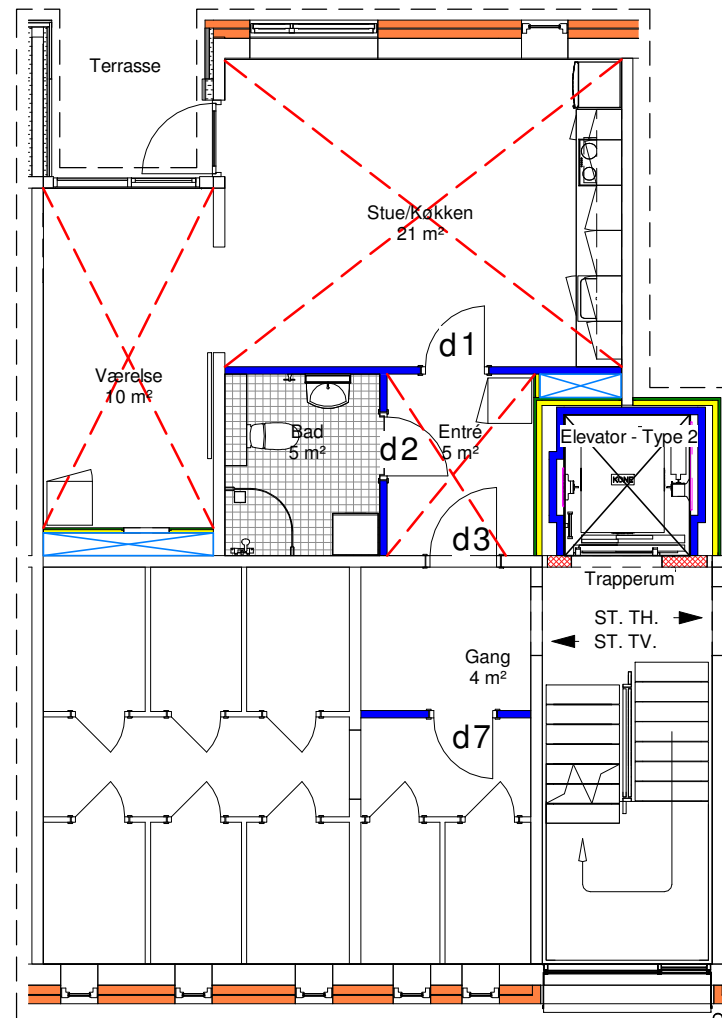 Terrasse
Stue/Køkken
21 m²
d1
Værelse
10 m²
Bad
5 m²
d2
Entré
5 m²
Elevator - Type 2
KONE
d3
Trapperum
ST. TH.
ST. TV.
Gang
4 m²
d7